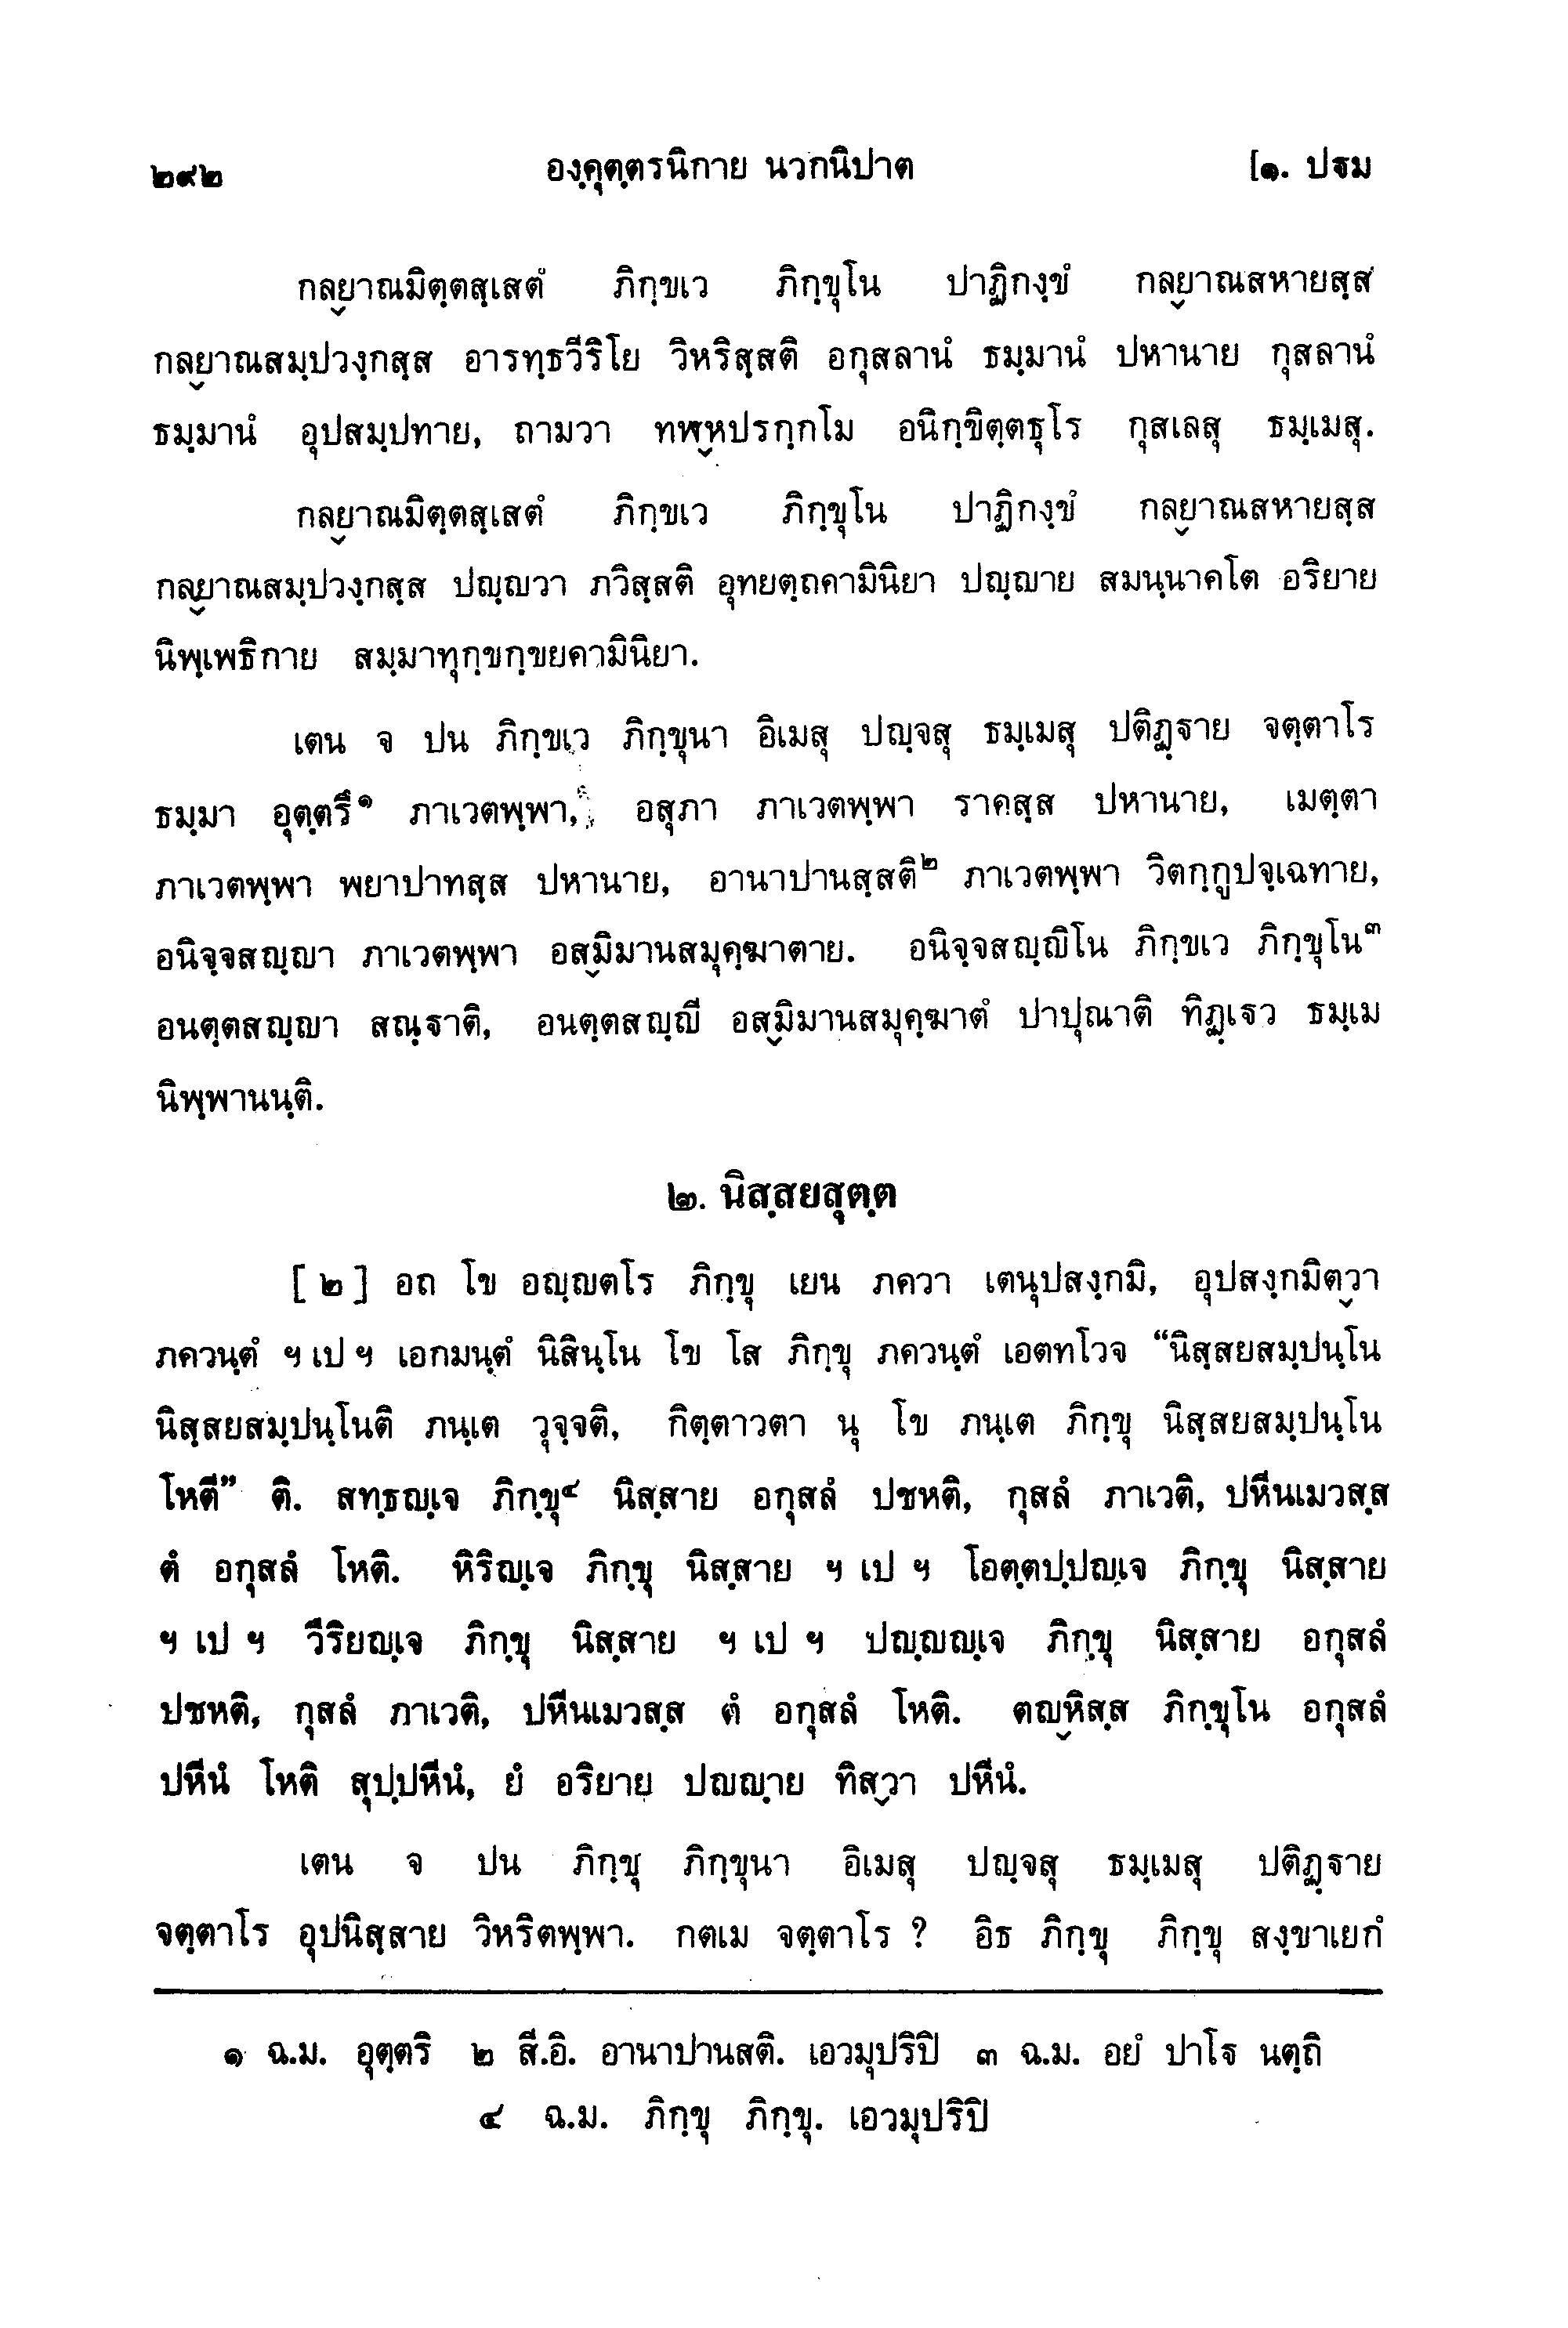 ๒๙๒ องฺคุตฺตรนิกาย นวกนิปาต [๑. ปฐม
กลฺยาณมิตฺตสฺเสตํ ภิกฺขเว ภิกฺขุโน ปาฏิกงฺขํ กลฺยาณสหายสฺส
กลฺยาณสมฺปวงฺกสฺส อารทฺธวีริโย วิหริสฺสติ อกุสลานํ ธมฺมานํ ปหานาย กุสลานํ
ธมฺมานํ อุปสมฺปทาย, ถามวา ทฬฺหปรกฺกโม อนิกฺขิตฺตธุโร กุสเลสุ ธมฺเมสุ.
กลฺยาณมิตฺตสฺเสตํ ภิกฺขเว ภิกฺขุโน ปาฏิกงฺขํ กลฺยาณสหายสฺส
กลฺยาณสมฺปวงฺกสฺส ปญฺญวา ภวิสฺสติ อุทยตฺถคามินิยา ปญฺญาย สมนฺนาคโต อริยาย
นิพฺเพธิกาย สมฺมาทุกฺขกฺขยคามินิยา.
เตน จ ปน ภิกฺขเว ภิกฺขุนา อิเมสุ ปญฺจสุ ธมฺเมสุ ปติฏฺฐาย จตฺตาโร
ธมฺมา อุตฺตรึ๑ ภาเวตพฺพา, อสุภา ภาเวตพฺพา ราคสฺส ปหานาย, เมตฺตา
ภาเวตพฺพา พยาปาทสฺส ปหานาย, อานาปานสฺสติ๒ ภาเวตพฺพา วิตกฺกูปจฺเฉทาย,
อนิจฺจสญฺญา ภาเวตพฺพา อสฺมิมานสมุคฺฆาตาย. อนิจฺจสญฺญิโน ภิกฺขเว ภิกฺขุโน๓
อนตฺตสญฺญา สณฺฐาติ, อนตฺตสญฺญี อสฺมิมานสมุคฺฆาตํ ปาปุณาติ ทิฏฺเฐว ธมฺเม
นิพฺพานนฺติ.
๒. นิสฺสยสุตฺต
[ ๒ ] อถ โข อญฺญตโร ภิกฺขุ เยน ภควา เตนุปสงฺกมิ, อุปสงฺกมิตฺวา
ภควนฺตํ ฯ เป ฯ เอกมนฺตํ นิสินฺโน โข โส ภิกฺขุ ภควนฺตํ เอตทโวจ “นิสฺสยสมฺปนฺโน
นิสฺสยสมฺปนฺโนติ ภนฺเต วุจฺจติ, กิตฺตาวตา นุ โข ภนฺเต ภิกฺขุ นิสฺสยสมฺปนฺโน
โหตี” ติ. สทฺธญฺเจ ภิกฺขุ๔ นิสฺสาย อกุสลํ ปชหติ, กุสลํ ภาเวติ, ปหีนเมวสฺส
ตํ อกุสลํ โหติ. หิริญฺเจ ภิกฺขุ นิสฺสาย ฯ เป ฯ โอตฺตปฺปญฺเจ ภิกฺขุ นิสฺสาย
ฯ เป ฯ วีริยญฺเจ ภิกฺขุ นิสฺสาย ฯ เป ฯ ปญฺญญฺเจ ภิกฺขุ นิสฺสาย อกุสลํ
ปชหติ, กุสลํ ภาเวติ, ปหีนเมวสฺส ตํ อกุสลํ โหติ. ตญฺหิสฺส ภิกฺขุโน อกุสลํ
ปหีนํ โหติ สุปฺปหีนํ, ยํ อริยาย ปญฺญาย ทิสฺวา ปหีนํ.
เตน จ ปน ภิกฺขุ ภิกฺขุนา อิเมสุ ปญฺจสุ ธมฺเมสุ ปติฏฺฐาย
จตฺตาโร อุปนิสฺสาย วิหริตพฺพา. กตเม จตฺตาโร ? อิธ ภิกฺขุ ภิกฺขุ สงฺขาเยกํ
๑ ฉ.ม. อุตฺตริ ๒ สี.อิ. อานาปานสติ. เอวมุปริปิ ๓ ฉ.ม. อยํ ปาโฐ นตฺถิ
๔ ฉ.ม. ภิกฺขุ ภิกฺขุ. เอวมุปริปิ